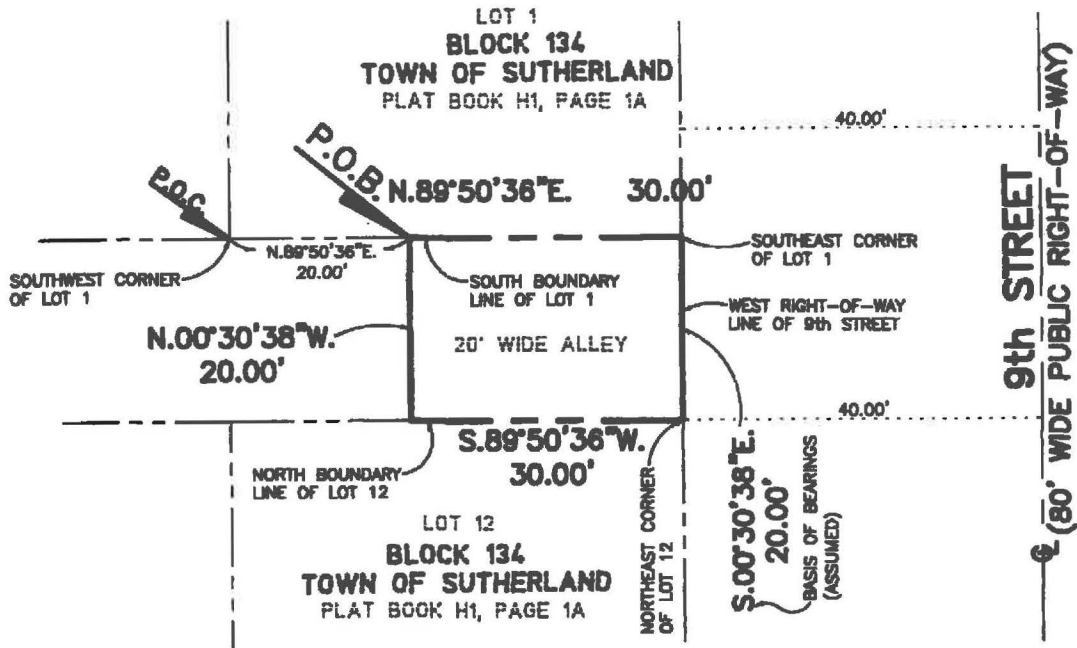 LOT 1
BLOCK 134
TOWN OF SUTHERLAND
PLAT BOOK H1, PAGE 1A
40.00'
P.O.C.
P.O.B.
N.89°50'36"E. 30.00'
N.89°50'36"E.
20.00'
SOUTHWEST CORNER
OF LOT 1
SOUTH BOUNDARY
LINE OF LOT 1
SOUTHEAST CORNER
OF LOT 1
WEST RIGHT-OF-WAY
LINE OF 9th STREET
N.00°30'38"W.
20.00'
20' WIDE ALLEY
9th STREET
(80' WIDE PUBLIC RIGHT-OF-WAY)
40.00'
S.89°50'36"W.
30.00'
NORTH BOUNDARY
LINE OF LOT 12
LOT 12
BLOCK 134
TOWN OF SUTHERLAND
PLAT BOOK H1, PAGE 1A
NORTHEAST CORNER
OF LOT 12
S.00°30'38"E.
20.00'
BASIS OF BEARINGS
(ASSUMED)
℄